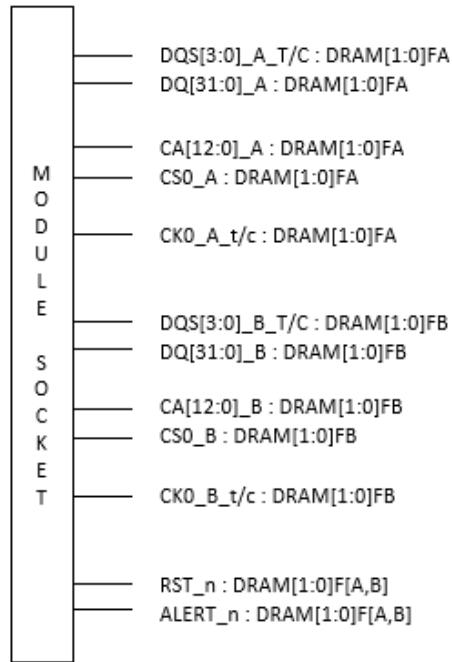 MODULE SOCKET
DQS[3:0]_A_T/C : DRAM[1:0]FA
DQ[31:0]_A : DRAM[1:0]FA
CA[12:0]_A : DRAM[1:0]FA
CS0_A : DRAM[1:0]FA
CK0_A_t/c : DRAM[1:0]FA
DQS[3:0]_B_T/C : DRAM[1:0]FB
DQ[31:0]_B : DRAM[1:0]FB
CA[12:0]_B : DRAM[1:0]FB
CS0_B : DRAM[1:0]FB
CK0_B_t/c : DRAM[1:0]FB
RST_n : DRAM[1:0]F[A,B]
ALERT_n : DRAM[1:0]F[A,B]